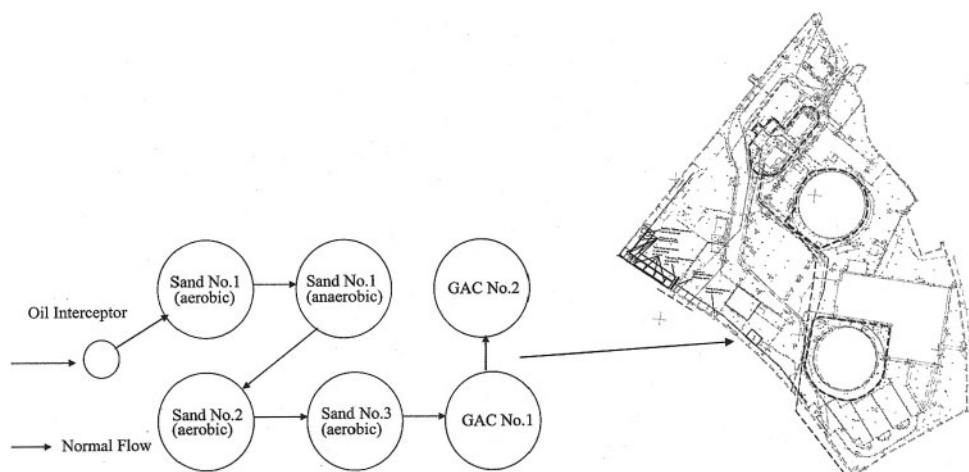 Sand No.1
(aerobic)
Sand No.1
(anaerobic)
GAC No.2
Oil Interceptor
Sand No.2
(aerobic)
Sand No.3
(aerobic)
GAC No.1
Normal Flow